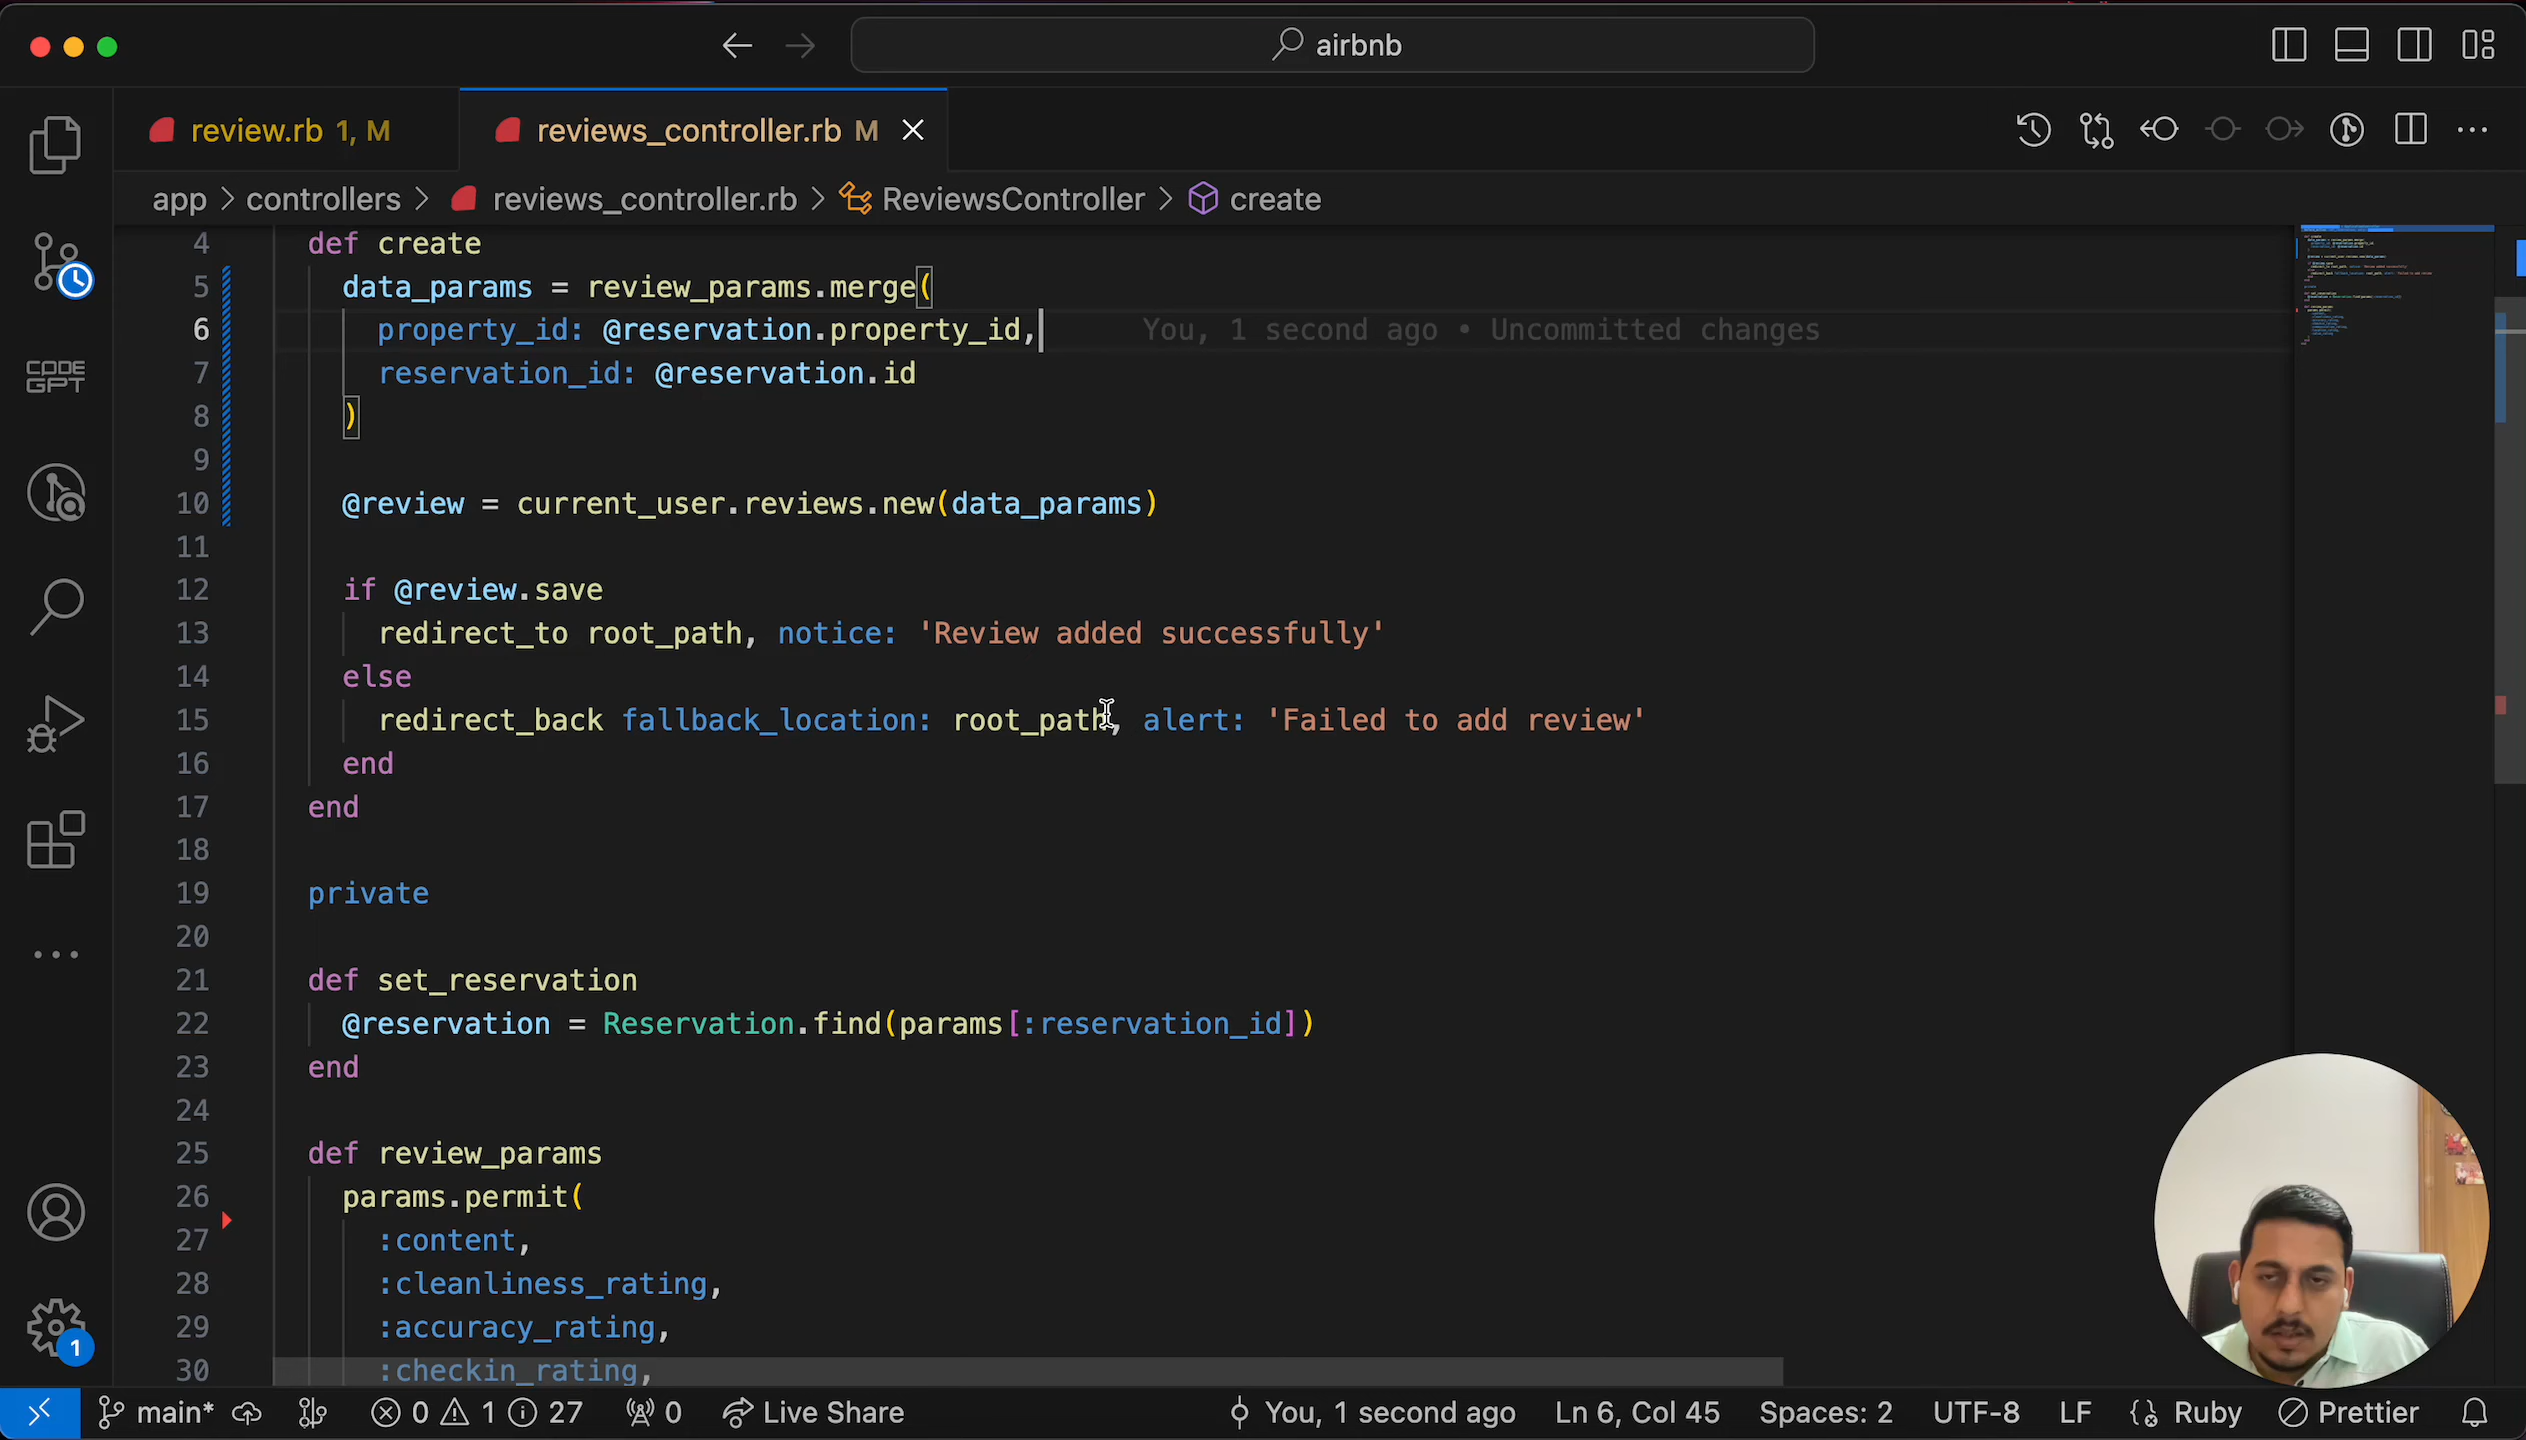 airbnb
review.rb 1, M
reviews_controller.rb M
app > controllers > reviews_controller.rb > ReviewsController > create
CODE
GPT
4 def create
5 data_params = review_params.merge(
6 property_id: @reservation.property_id, You, 1 second ago • Uncommitted changes
7 reservation_id: @reservation.id
8 )
9
10 @review = current_user.reviews.new(data_params)
11
12 if @review.save
13 redirect_to root_path, notice: 'Review added successfully'
14 else
15 redirect_back fallback_location: root_path, alert: 'Failed to add review'
16 end
17 end
18
19 private
20
21 def set_reservation
22 @reservation = Reservation.find(params[:reservation_id])
23 end
24
25 def review_params
26 params.permit(
27 :content,
28 :cleanliness_rating,
29 :accuracy_rating,
30 :checkin_rating,
1
main* 0 1 27 0 Live Share You, 1 second ago Ln 6, Col 45 Spaces: 2 UTF-8 LF Ruby Prettier